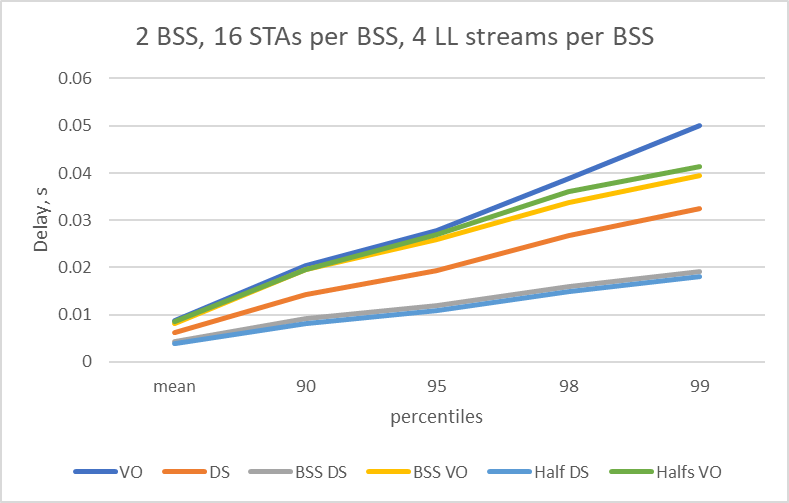 2 BSS, 16 STAs per BSS, 4 LL streams per BSS
0.06
0.05
0.04
0.03
0.02
0.01
0
Delay, s
mean 90 95 98 99
percentiles
VO DS BSS DS BSS VO Half DS Halfs VO